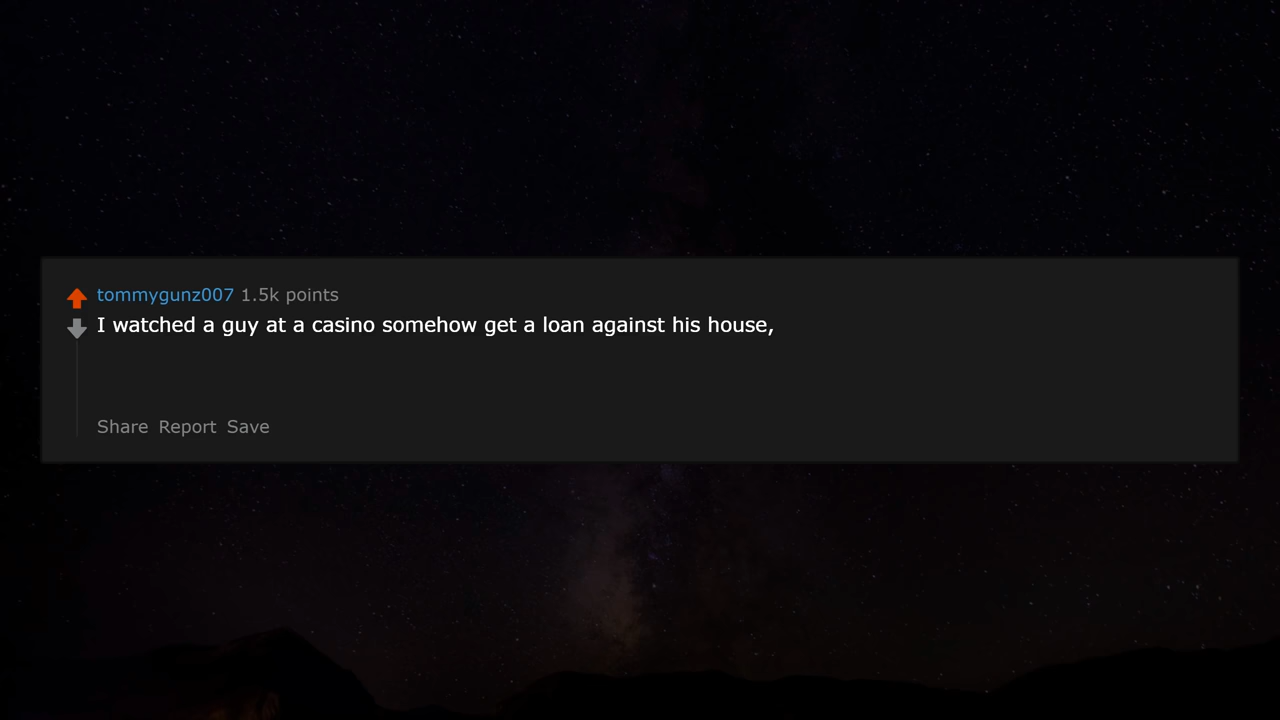 tommygunz007 1.5k points
I watched a guy at a casino somehow get a loan against his house,
Share Report Save